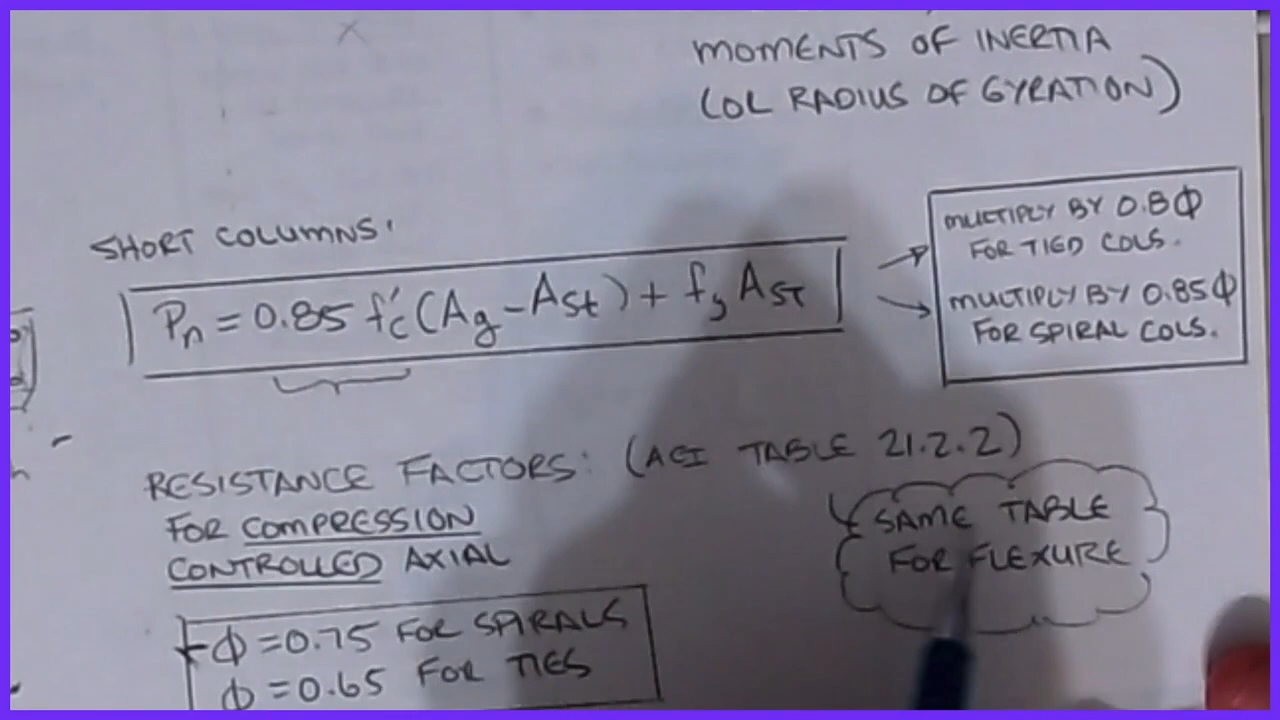 MOMENTS OF INERTIA
(OL RADIUS OF GYRATION)
SHORT COLUMNS:
Pn = 0.85 f'c (Ag - Ast) + fy AST
MULTIPLY BY 0.8Φ
FOR TIED COLS.
MULTIPLY BY 0.85Φ
FOR SPIRAL COLS.
RESISTANCE FACTORS: (ACI TABLE 21.2.2)
FOR COMPRESSION
CONTROLLED AXIAL
SAME TABLE
FOR FLEXURE
Φ = 0.75 FOR SPIRALS
Φ = 0.65 FOR TIES